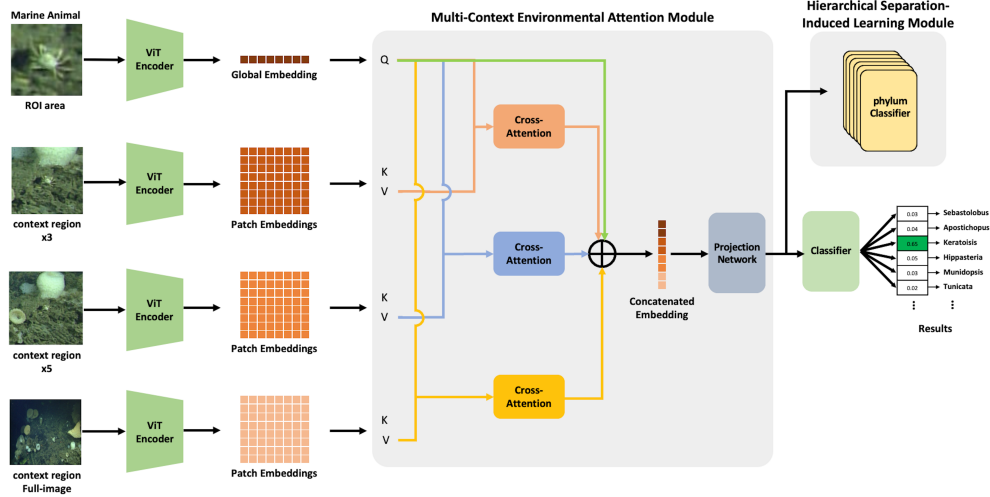 Marine Animal
ROI area
ViT
Encoder
Global Embedding
context region
x3
ViT
Encoder
Patch Embeddings
context region
x5
ViT
Encoder
Patch Embeddings
context region
Full-image
ViT
Encoder
Patch Embeddings
Multi-Context Environmental Attention Module
Q
K
V
K
V
K
V
Cross-
Attention
Cross-
Attention
Cross-
Attention
Concatenated
Embedding
Projection
Network
Hierarchical Separation-
Induced Learning Module
phylum
Classifier
Classifier
0.03 Sebastolobus
0.04 Apostichopus
0.65 Keratoisis
0.05 Hippasteria
0.03 Munidopsis
0.02 Tunicata
Results